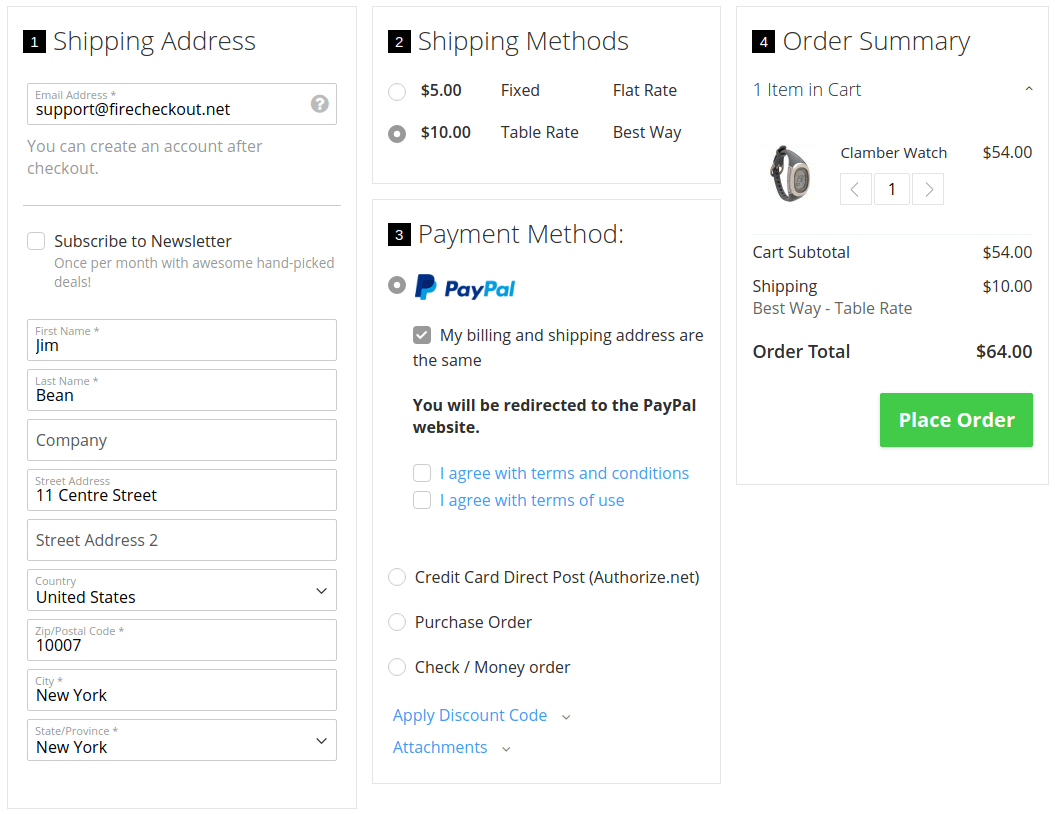 1 Shipping Address
Email Address *
support@firecheckout.net
?
You can create an account after
checkout.
Subscribe to Newsletter
Once per month with awesome hand-picked
deals!
First Name *
Jim
Last Name *
Bean
Company
Street Address
11 Centre Street
Street Address 2
Country
United States
Zip/Postal Code *
10007
City *
New York
State/Province *
New York
2 Shipping Methods
$5.00 Fixed Flat Rate
$10.00 Table Rate Best Way
3 Payment Method:
PayPal
My billing and shipping address are
the same
You will be redirected to the PayPal
website.
I agree with terms and conditions
I agree with terms of use
Credit Card Direct Post (Authorize.net)
Purchase Order
Check / Money order
Apply Discount Code
Attachments
4 Order Summary
1 Item in Cart
Clamber Watch $54.00
1
Cart Subtotal $54.00
Shipping $10.00
Best Way - Table Rate
Order Total $64.00
Place Order